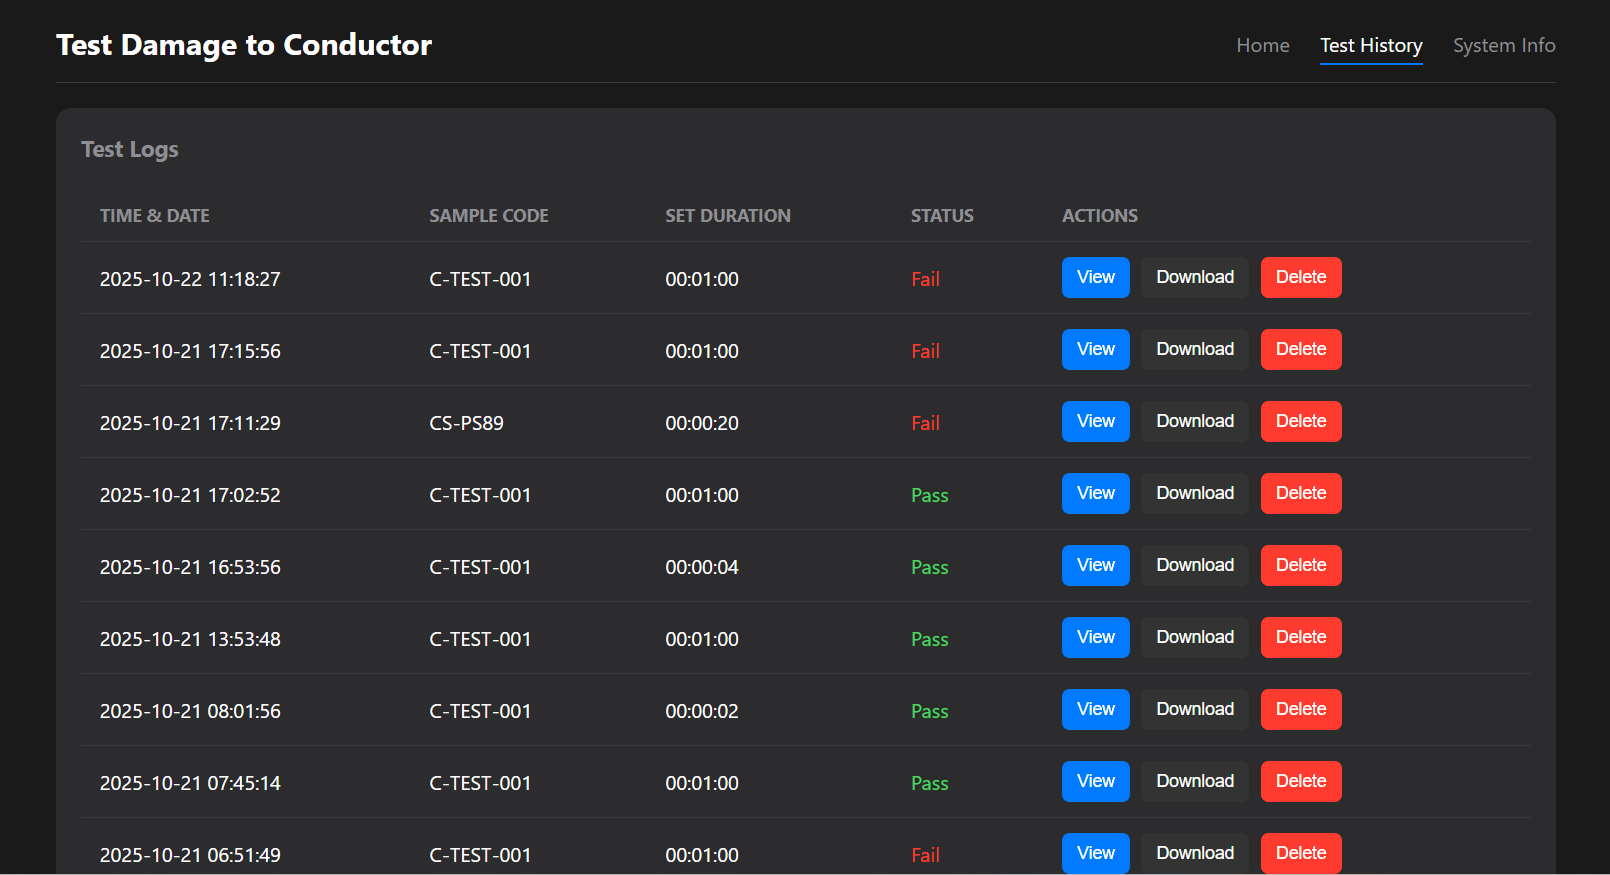 Test Damage to Conductor
Home Test History System Info
Test Logs
TIME & DATE SAMPLE CODE SET DURATION STATUS ACTIONS
2025-10-22 11:18:27 C-TEST-001 00:01:00 Fail View Download Delete
2025-10-21 17:15:56 C-TEST-001 00:01:00 Fail View Download Delete
2025-10-21 17:11:29 CS-PS89 00:00:20 Fail View Download Delete
2025-10-21 17:02:52 C-TEST-001 00:01:00 Pass View Download Delete
2025-10-21 16:53:56 C-TEST-001 00:00:04 Pass View Download Delete
2025-10-21 13:53:48 C-TEST-001 00:01:00 Pass View Download Delete
2025-10-21 08:01:56 C-TEST-001 00:00:02 Pass View Download Delete
2025-10-21 07:45:14 C-TEST-001 00:01:00 Pass View Download Delete
2025-10-21 06:51:49 C-TEST-001 00:01:00 Fail View Download Delete